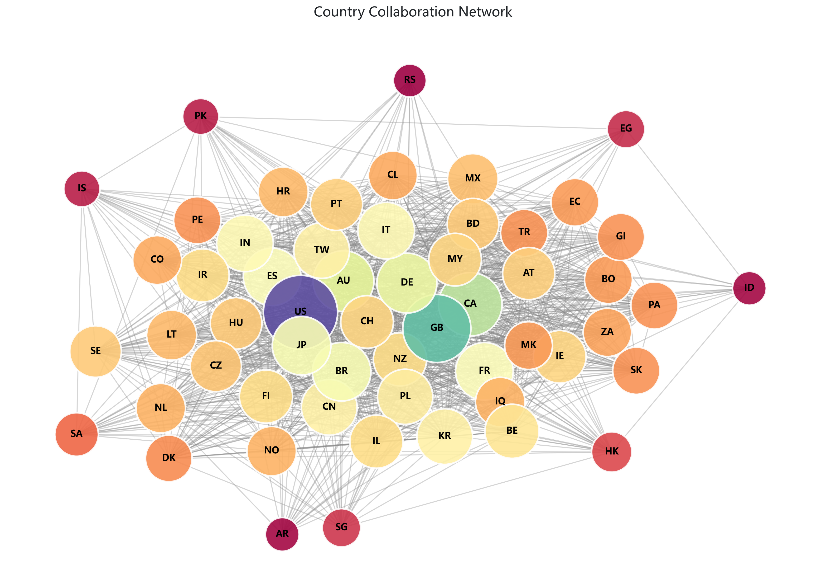 Country Collaboration Network
RS
PK
EG
IS
CL
MX
HR
PT
EC
PE
BD
IT
TR
GI
IN
TW
MY
CO
IR
ES
AU
DE
AT
BO
ID
CA
PA
US
HU
CH
GB
LT
ZA
JP
MK
SE
IE
NZ
CZ
BR
FR
SK
FI
PL
IQ
NL
CN
SA
BE
KR
IL
NO
HK
DK
SG
AR